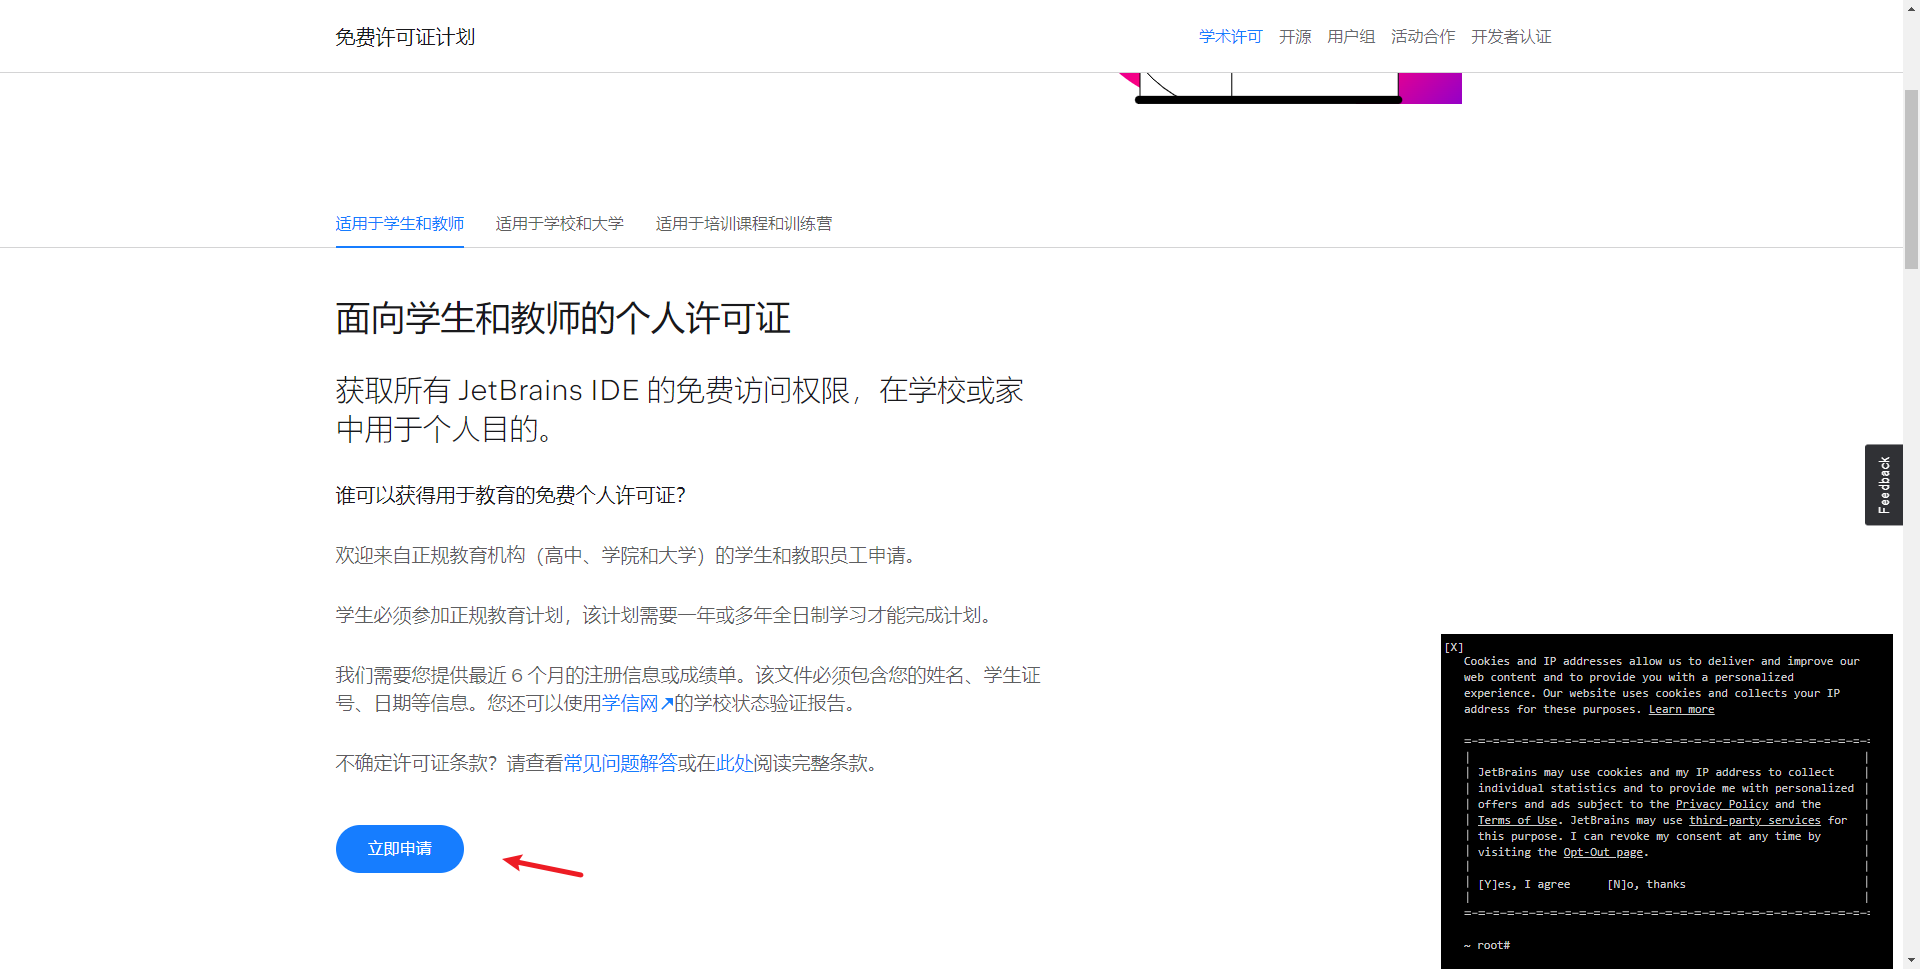 免费许可证计划
学术许可 开源 用户组 活动合作 开发者认证
适用于学生和教师 适用于学校和大学 适用于培训课程和训练营
面向学生和教师的个人许可证
获取所有 JetBrains IDE 的免费访问权限，在学校或家
中用于个人目的。
谁可以获得用于教育的免费个人许可证？
欢迎来自正规教育机构（高中、学院和大学）的学生和教职员工申请。
学生必须参加正规教育计划，该计划需要一年或多年全日制学习才能完成计划。
我们需要您提供最近 6 个月的注册信息或成绩单。该文件必须包含您的姓名、学生证
号、日期等信息。您还可以使用学信网↗的学校状态验证报告。
不确定许可证条款？请查看常见问题解答或在此处阅读完整条款。
立即申请
Feedback
[X]
Cookies and IP addresses allow us to deliver and improve our
web content and to provide you with a personalized
experience. Our website uses cookies and collects your IP
address for these purposes. Learn more
JetBrains may use cookies and my IP address to collect
individual statistics and to provide me with personalized
offers and ads subject to the Privacy Policy and the
Terms of Use. JetBrains may use third-party services for
this purpose. I can revoke my consent at any time by
visiting the Opt-Out page.
[Y]es, I agree [N]o, thanks
~ root#